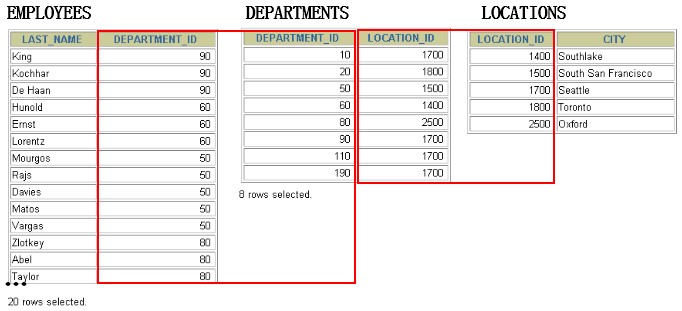 EMPLOYEES DEPARTMENTS LOCATIONS
LAST_NAME DEPARTMENT_ID DEPARTMENT_ID LOCATION_ID LOCATION_ID CITY
King 90 10 1700 1400 Southlake
Kochhar 90 20 1800 1500 South San Francisco
De Haan 90 50 1500 1700 Seattle
Hunold 60 60 1400 1800 Toronto
Ernst 60 80 2500 2500 Oxford
Lorentz 60 90 1700
Mourgos 50 110 1700
Rajs 50 190 1700
Davies 50 8 rows selected.
Matos 50
Vargas 50
Zlotkey 80
Abel 80
Taylor 80
...
20 rows selected.